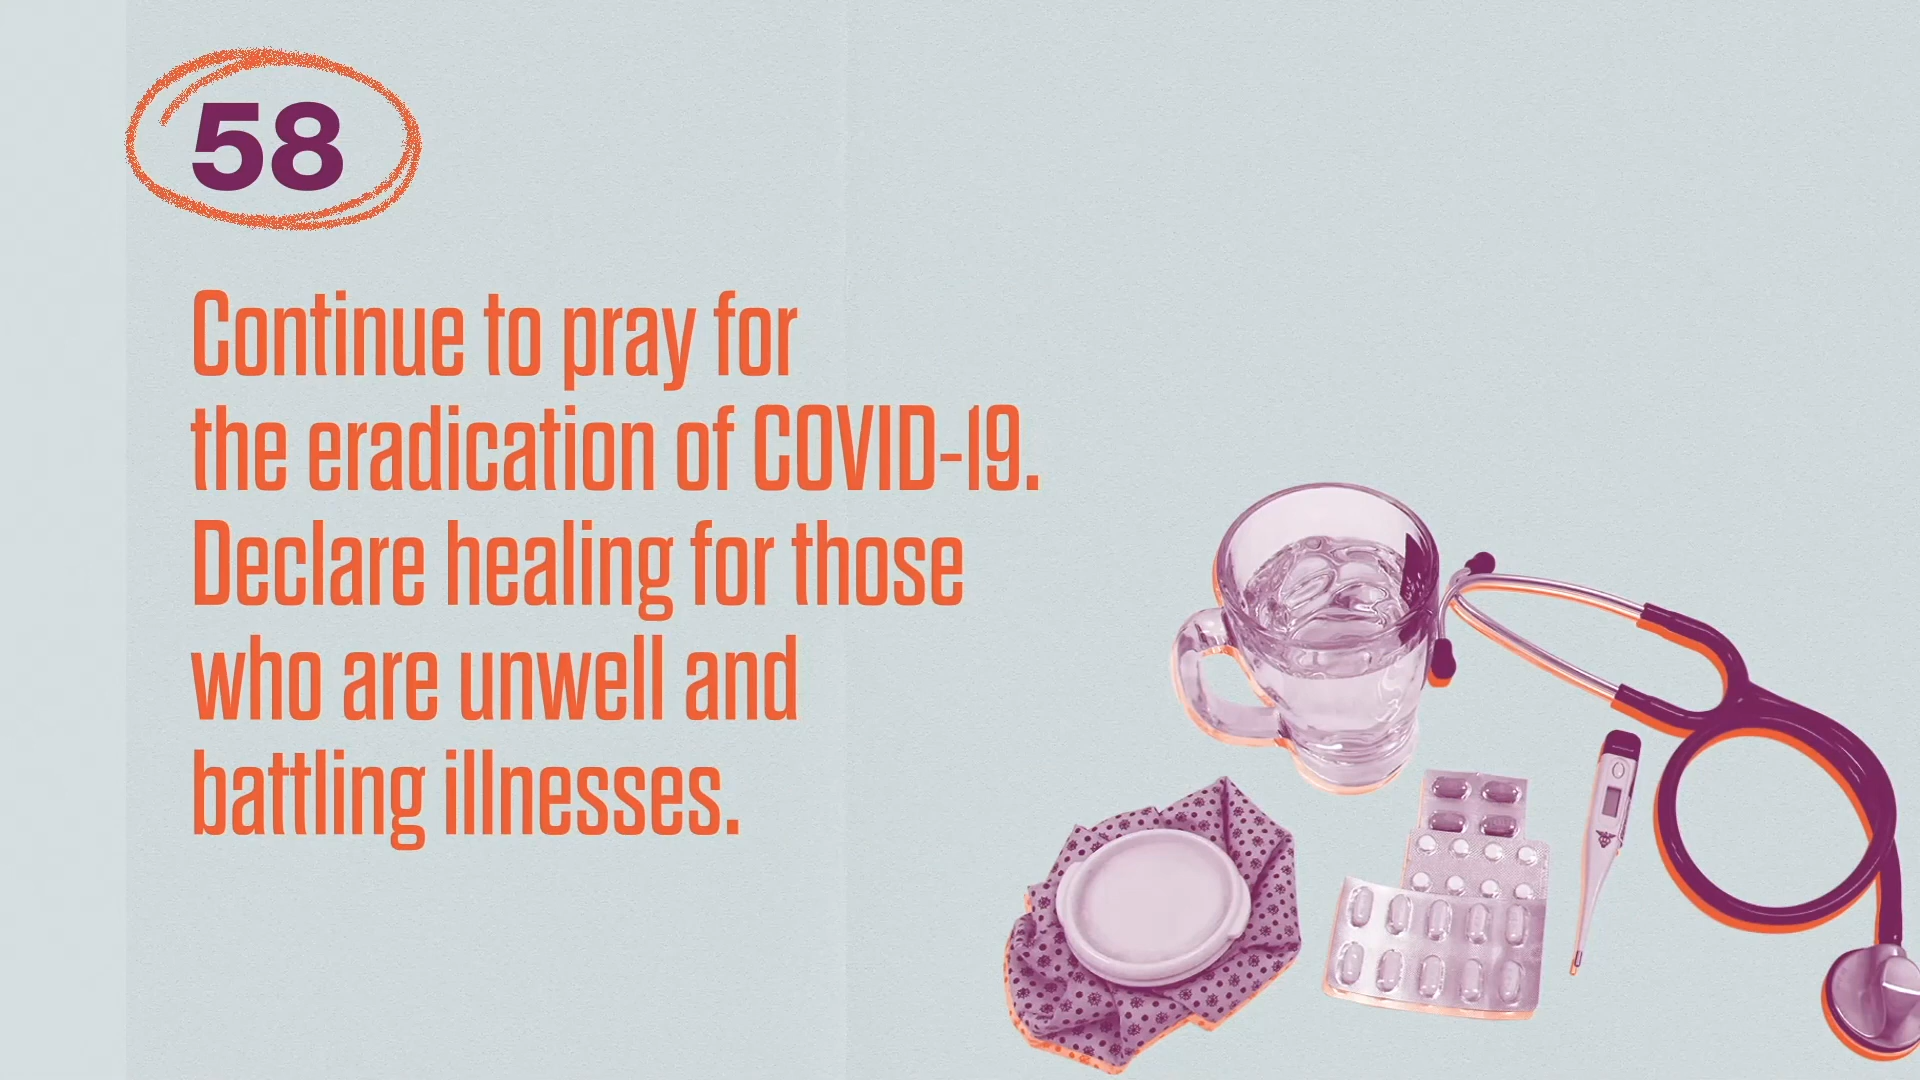 58
Continue to pray for
the eradication of COVID-19.
Declare healing for those
who are unwell and
battling illnesses.